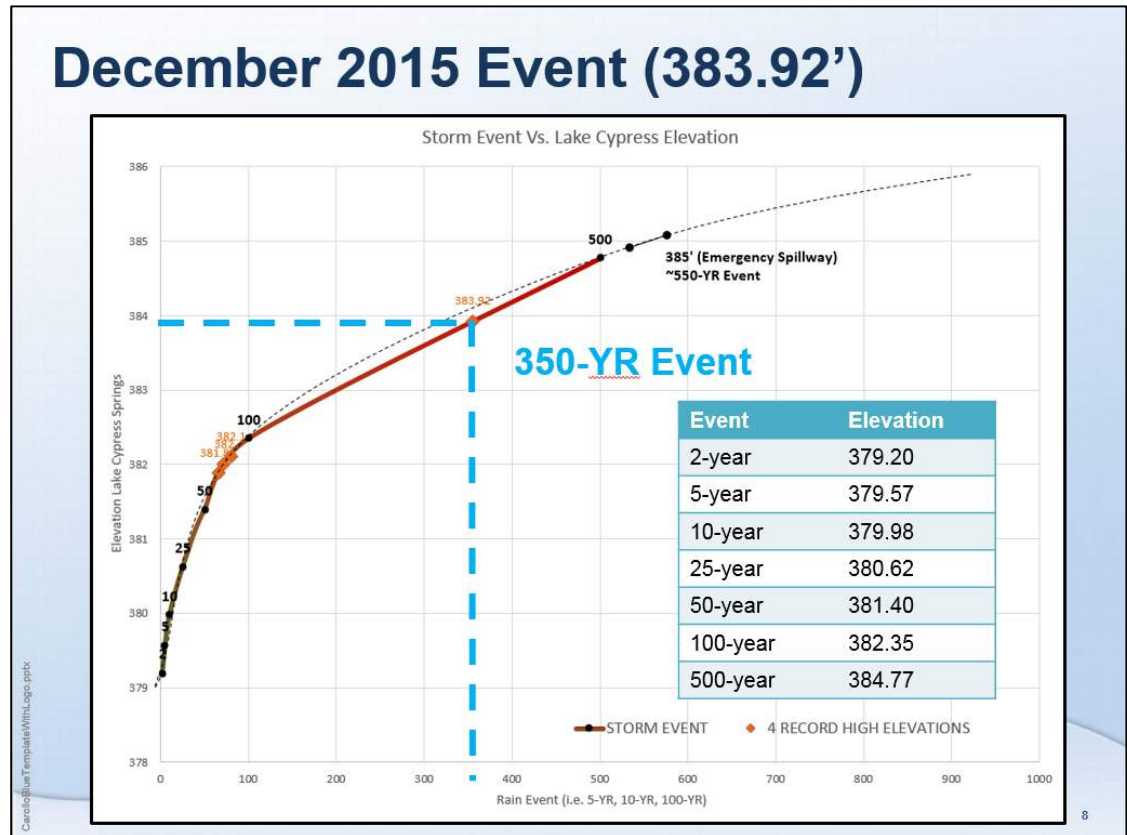 December 2015 Event (383.92')
Storm Event Vs. Lake Cypress Elevation
386
385
384
383
382
381
380
379
378
Elevation Lake Cypress Springs
0 100 200 300 400 500 600 700 800 900 1000
Rain Event (i.e. 5-YR, 10-YR, 100-YR)
2
5
10
25
50
100
500
383.92
385' (Emergency Spillway)
~550-YR Event
350-YR Event
Event Elevation
2-year 379.20
5-year 379.57
10-year 379.98
25-year 380.62
50-year 381.40
100-year 382.35
500-year 384.77
STORM EVENT 4 RECORD HIGH ELEVATIONS
CarolloBlueTemplateWithLogo.pptx
8